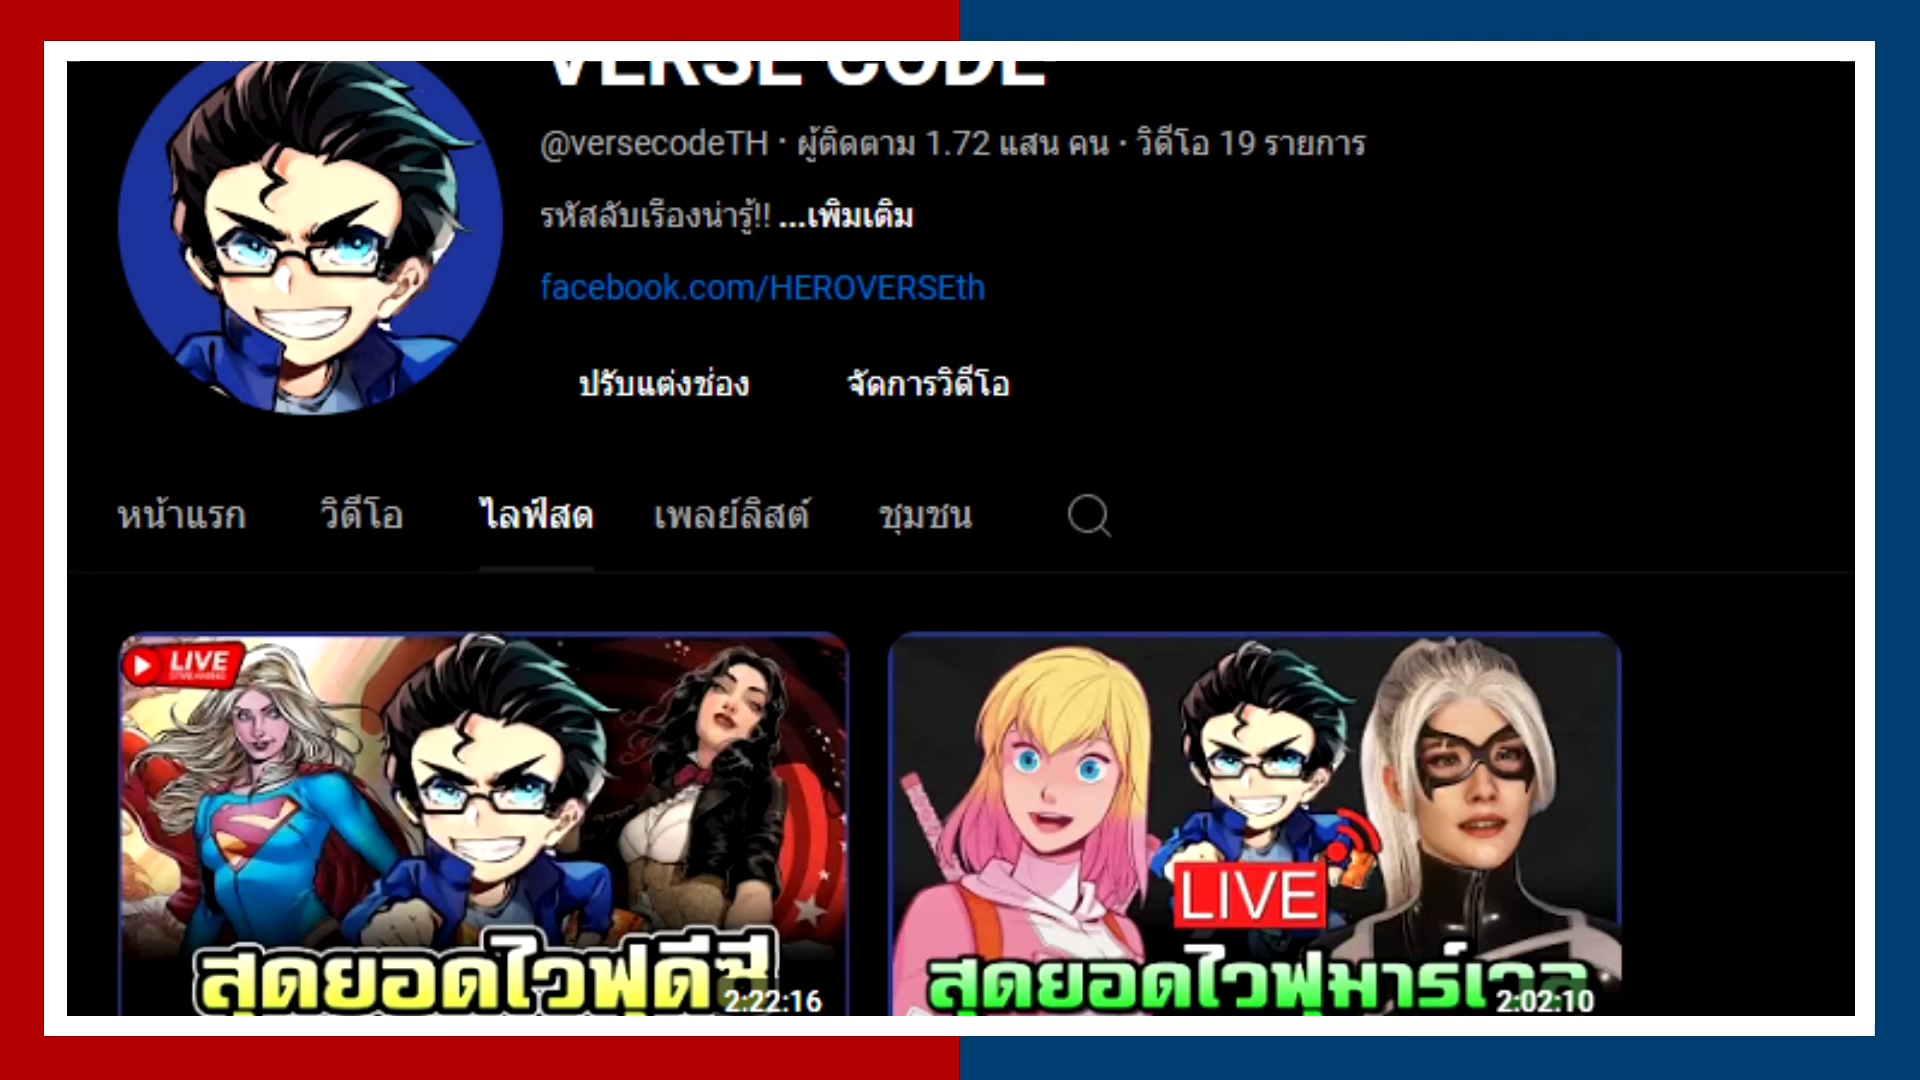 VERSE CODE
@versecodeTH · ผู้ติดตาม 1.72 แสน คน · วิดีโอ 19 รายการ
รหัสลับเรื่องน่ารู้!! ...เพิ่มเติม
facebook.com/HEROVERSEth
ปรับแต่งช่อง จัดการวิดีโอ
หน้าแรก วิดีโอ ไลฟ์สด เพลย์ลิสต์ ชุมชน
LIVE
STREAMING
LIVE
สุดยอดไวฟุดีซี 2:22:16
สุดยอดไวฟุมาร์เวล 2:02:10